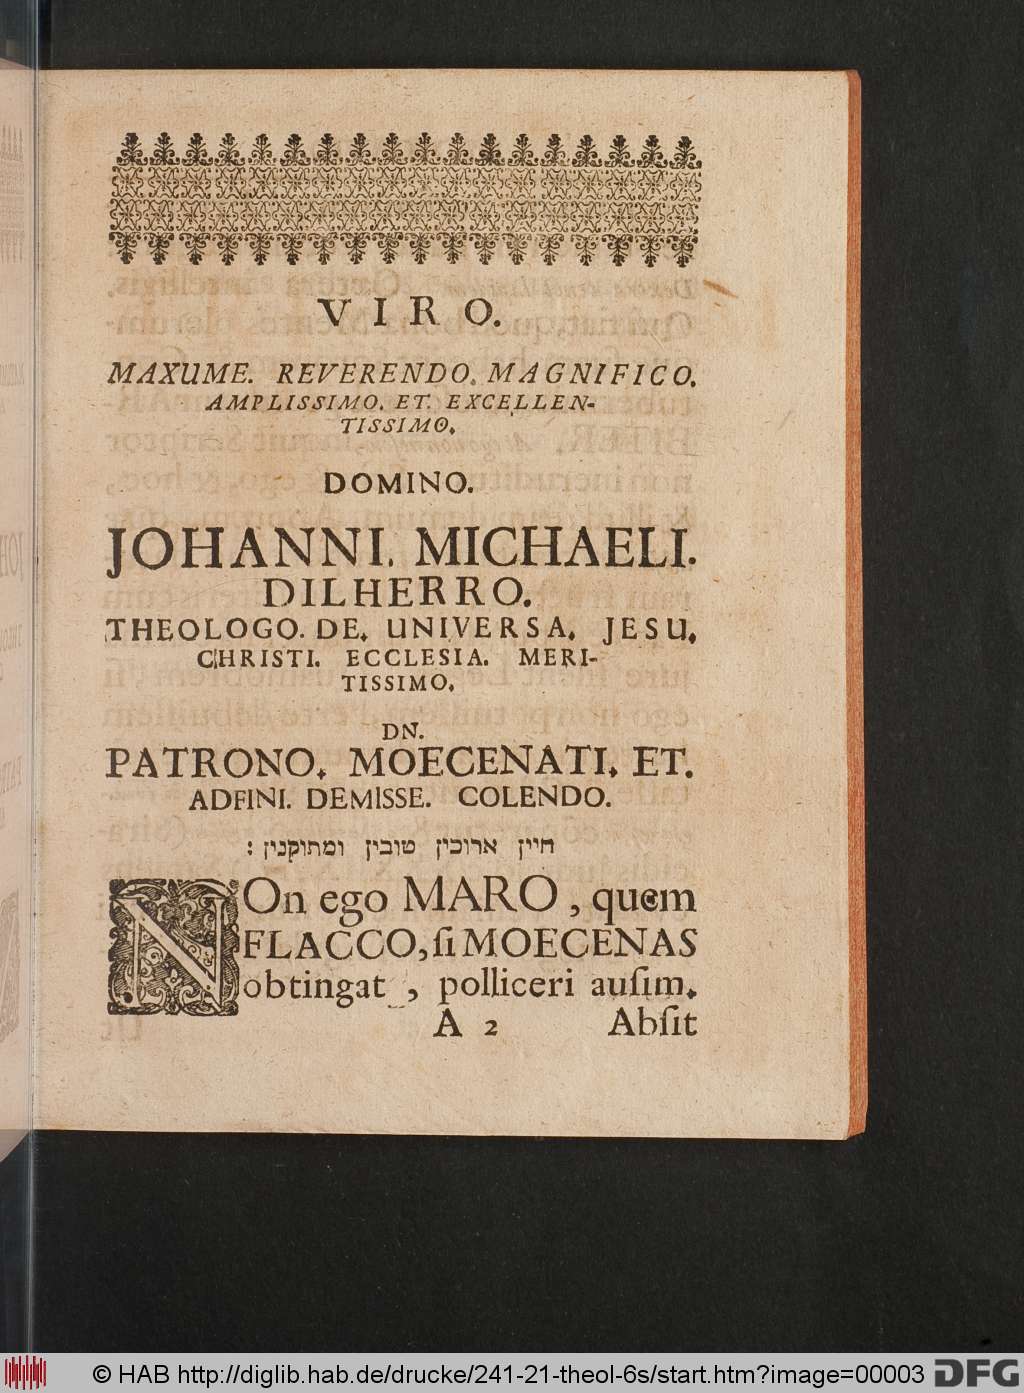 VIRO.
MAXUME. REVERENDO. MAGNIFICO.
AMPLISSIMO. ET. EXCELLEN-
TISSIMO.
DOMINO.
JOHANNI. MICHAELI.
DILHERRO.
THEOLOGO. DE. UNIVERSA. JESU.
CHRISTI. ECCLESIA. MERI-
TISSIMO.
DN.
PATRONO. MOECENATI. ET.
ADFINI. DEMISSE. COLENDO.
חיין ארוכין טובין ומתוקנין :
NOn ego MARO, quem
FLACCO, ſi MOECENAS
obtingat, polliceri auſim.
A 2 Abſit
© HAB http://diglib.hab.de/drucke/241-21-theol-6s/start.htm?image=00003 DFG